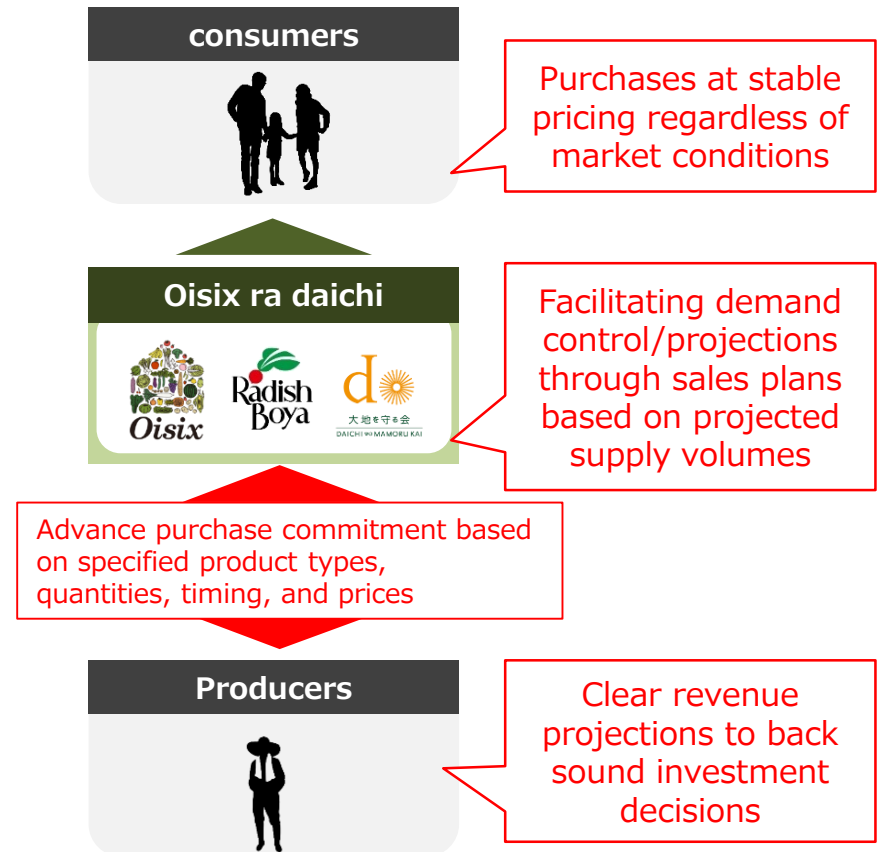 consumers
Purchases at stable
pricing regardless of
market conditions
Oisix ra daichi
Oisix
Radish
Boya
d
大地を守る会
DAICHI WO MAMORU KAI
Facilitating demand
control/projections
through sales plans
based on projected
supply volumes
Advance purchase commitment based
on specified product types,
quantities, timing, and prices
Producers
Clear revenue
projections to back
sound investment
decisions